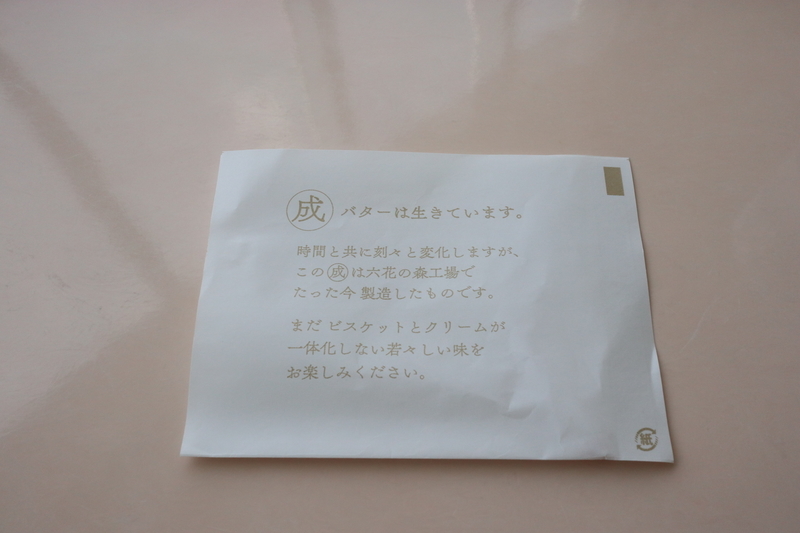 成 バターは生きています。
時間と共に刻々と変化しますが、
この成は六花の森工場で
たった今 製造したものです。
まだ ビスケットとクリームが
一体化しない若々しい味を
お楽しみください。
紙